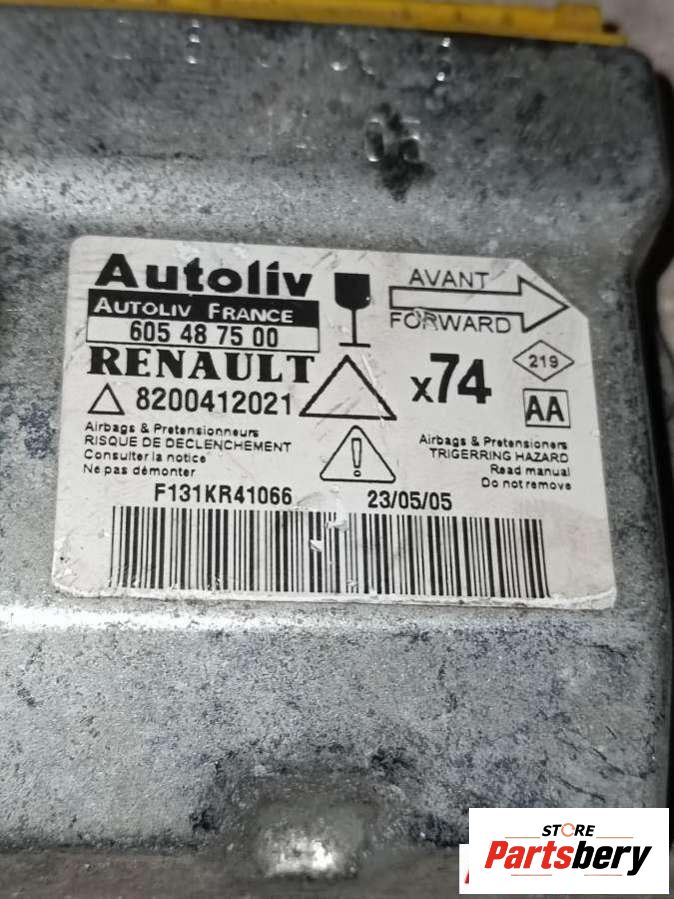 Autoliv
AUTOLIV FRANCE
605 48 75 00
RENAULT
8200412021
AVANT
FORWARD
x74
219
AA
Airbags & Pretensionneurs
RISQUE DE DECLENCHEMENT
Consulter la notice
Ne pas démonter
!
Airbags & Pretensioners
TRIGERRING HAZARD
Read manual
Do not remove
F131KR41066 23/05/05
STORE
Partsbery